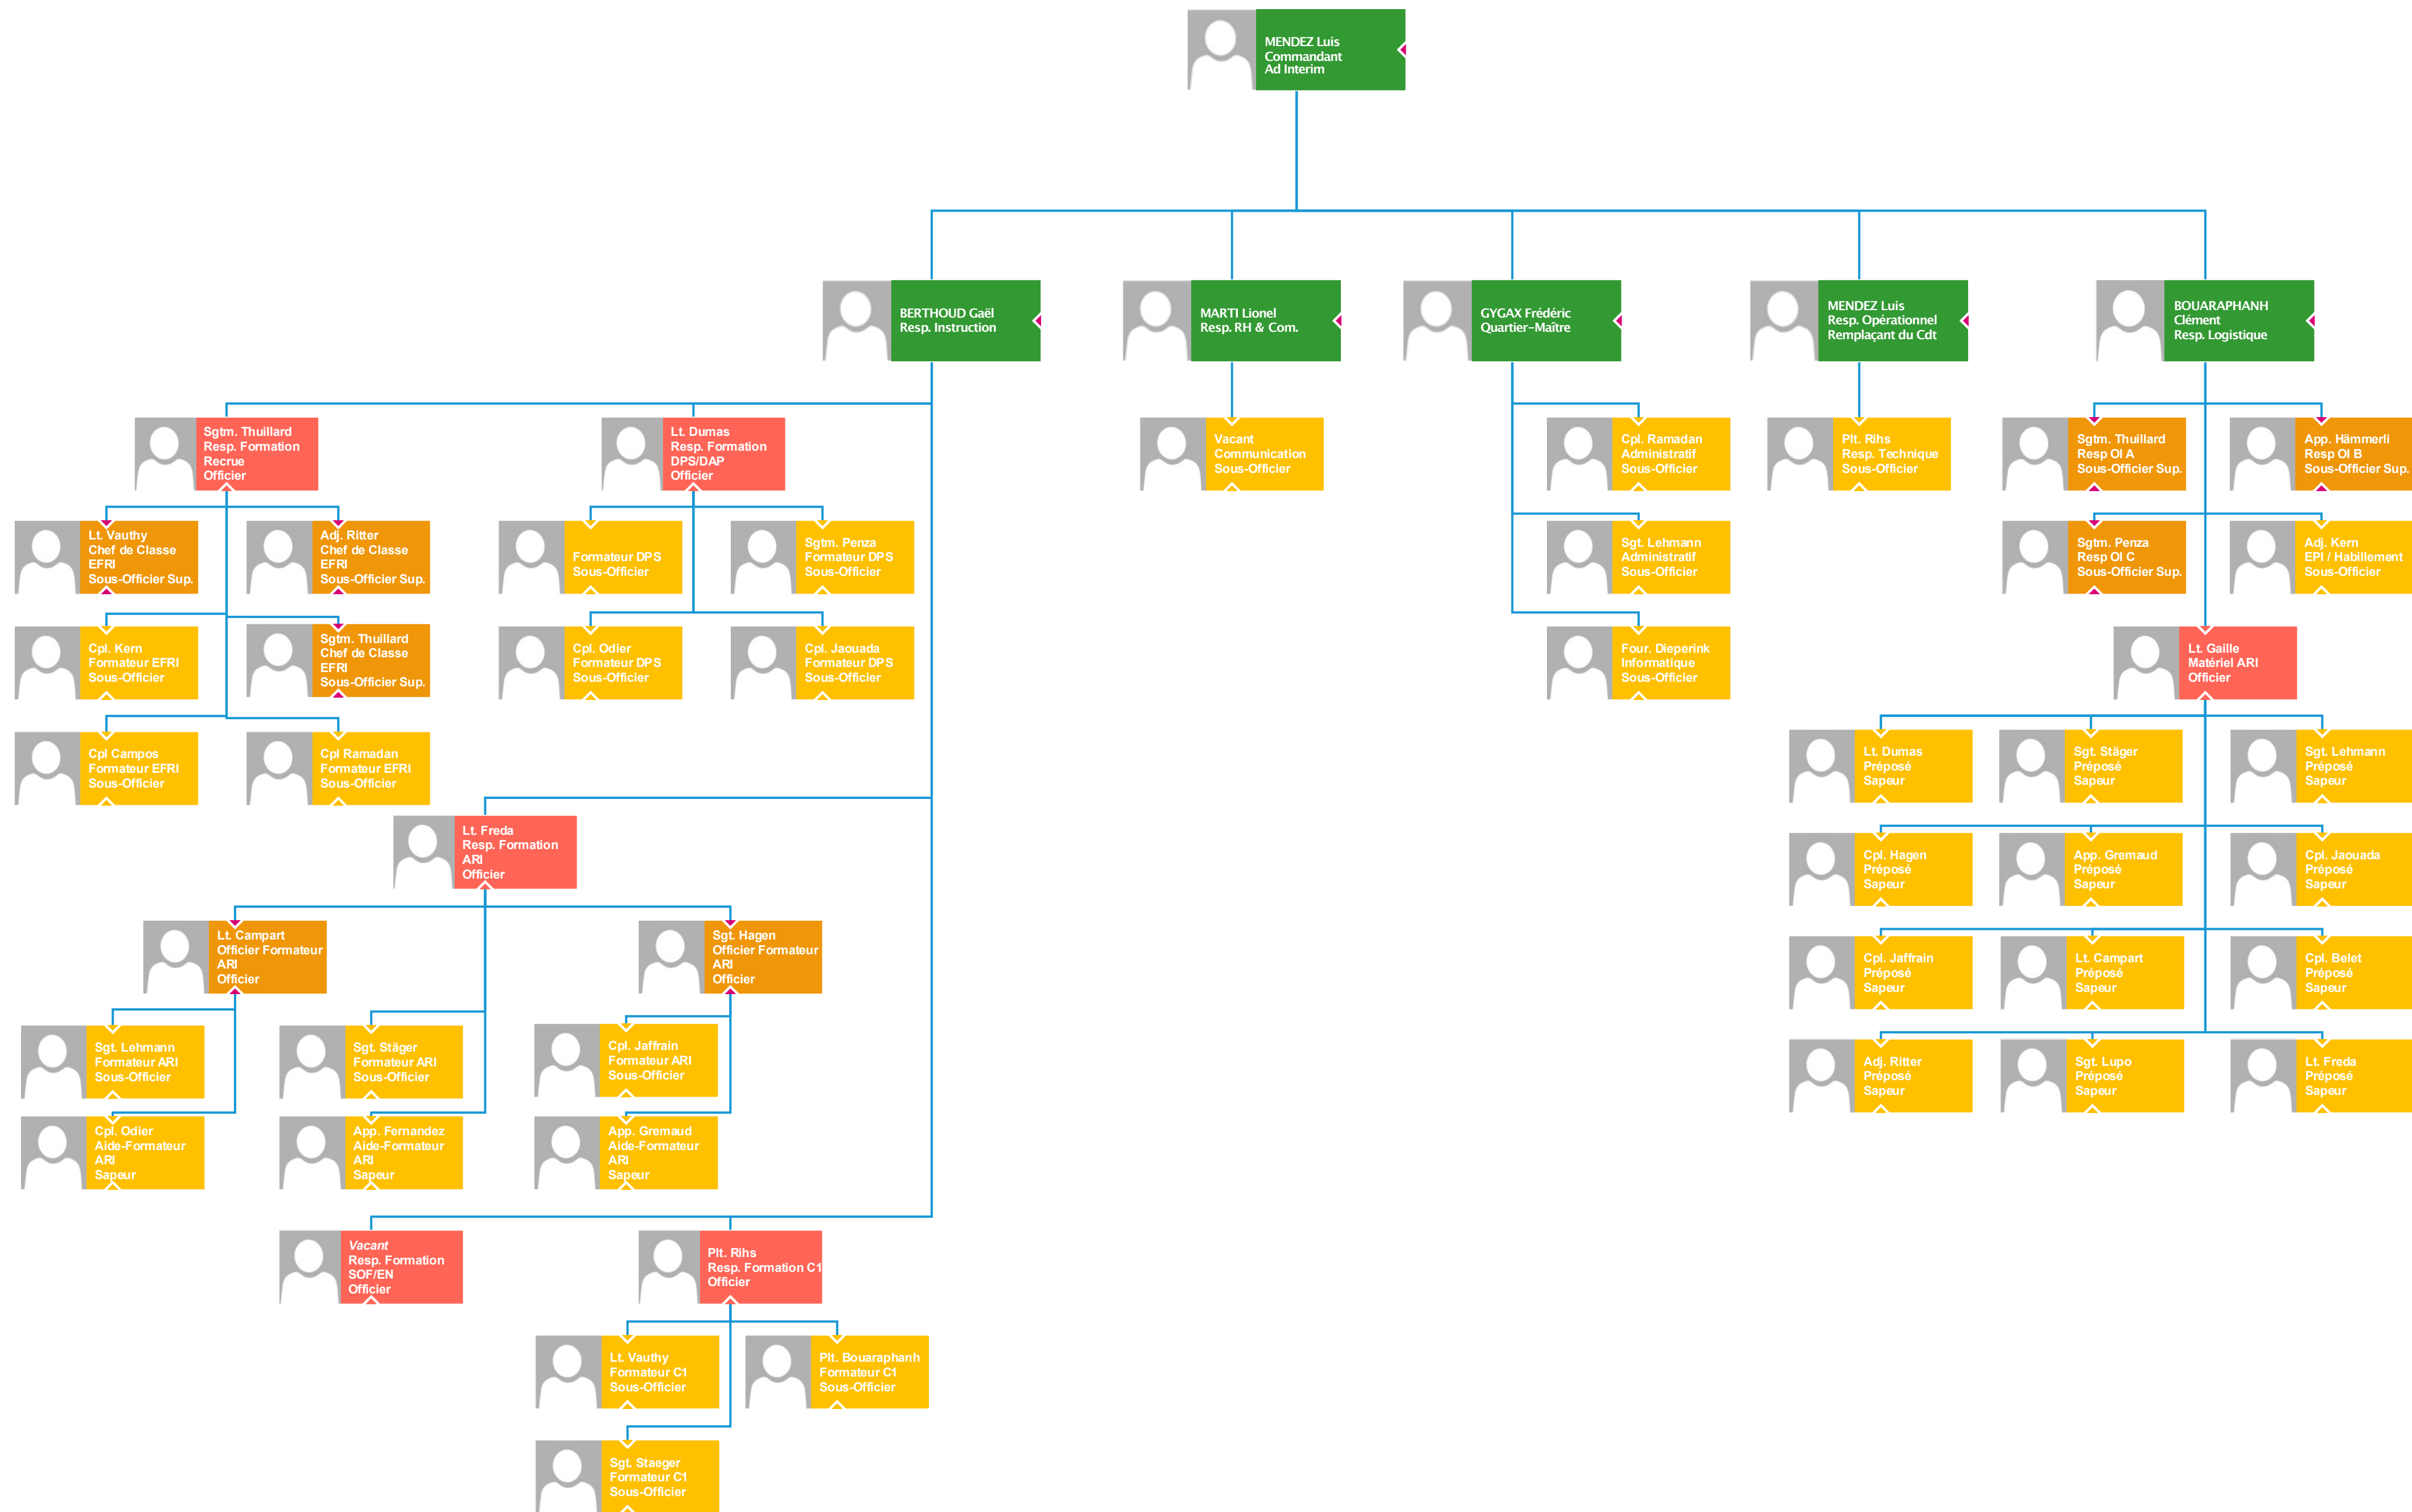 MENDEZ Luis
Commandant
Ad Interim
BERTHOUD Gaël
Resp. Instruction
MARTI Lionel
Resp. RH & Com.
GYGAX Frédéric
Quartier-Maître
MENDEZ Luis
Resp. Opérationnel
Remplaçant du Cdt
BOUARAPHANH
Clément
Resp. Logistique
Sgtm. Thuillard
Resp. Formation
Recrue
Officier
Lt. Dumas
Resp. Formation
DPS/DAP
Officier
Vacant
Communication
Sous-Officier
Cpl. Ramadan
Administratif
Sous-Officier
Plt. Rihs
Resp. Technique
Sous-Officier
Sgtm. Thuillard
Resp OI A
Sous-Officier Sup.
App. Hämmerli
Resp OI B
Sous-Officier Sup.
Lt. Vauthy
Chef de Classe
EFRI
Sous-Officier Sup.
Adj. Ritter
Chef de Classe
EFRI
Sous-Officier Sup.
Formateur DPS
Sous-Officier
Sgtm. Penza
Formateur DPS
Sous-Officier
Sgt. Lehmann
Administratif
Sous-Officier
Sgtm. Penza
Resp OI C
Sous-Officier Sup.
Adj. Kern
EPI / Habillement
Sous-Officier
Cpl. Kern
Formateur EFRI
Sous-Officier
Sgtm. Thuillard
Chef de Classe
EFRI
Sous-Officier Sup.
Cpl. Odier
Formateur DPS
Sous-Officier
Cpl. Jaouada
Formateur DPS
Sous-Officier
Four. Dieperink
Informatique
Sous-Officier
Lt. Gaille
Matériel ARI
Officier
Cpl Campos
Formateur EFRI
Sous-Officier
Cpl Ramadan
Formateur EFRI
Sous-Officier
Lt. Dumas
Préposé
Sapeur
Sgt. Stäger
Préposé
Sapeur
Sgt. Lehmann
Préposé
Sapeur
Lt. Freda
Resp. Formation
ARI
Officier
Cpl. Hagen
Préposé
Sapeur
App. Gremaud
Préposé
Sapeur
Cpl. Jaouada
Préposé
Sapeur
Lt. Campart
Officier Formateur
ARI
Officier
Sgt. Hagen
Officier Formateur
ARI
Officier
Cpl. Jaffrain
Préposé
Sapeur
Lt. Campart
Préposé
Sapeur
Cpl. Belet
Préposé
Sapeur
Sgt. Lehmann
Formateur ARI
Sous-Officier
Sgt. Stäger
Formateur ARI
Sous-Officier
Cpl. Jaffrain
Formateur ARI
Sous-Officier
Adj. Ritter
Préposé
Sapeur
Sgt. Lupo
Préposé
Sapeur
Lt. Freda
Préposé
Sapeur
Cpl. Odier
Aide-Formateur
ARI
Sapeur
App. Fernandez
Aide-Formateur
ARI
Sapeur
App. Gremaud
Aide-Formateur
ARI
Sapeur
Vacant
Resp. Formation
SOF/EN
Officier
Plt. Rihs
Resp. Formation C1
Officier
Lt. Vauthy
Formateur C1
Sous-Officier
Plt. Bouaraphanh
Formateur C1
Sous-Officier
Sgt. Staeger
Formateur C1
Sous-Officier